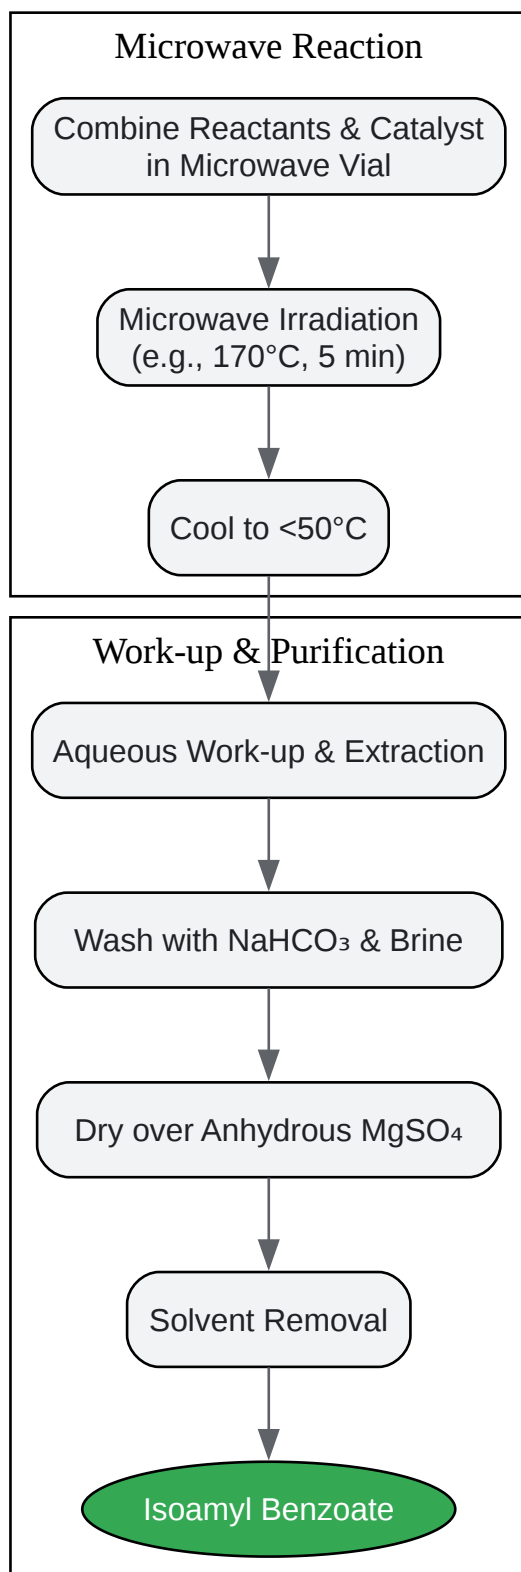 Microwave Reaction
Combine Reactants & Catalyst
in Microwave Vial
Microwave Irradiation
(e.g., 170°C, 5 min)
Cool to <50°C
Work-up & Purification
Aqueous Work-up & Extraction
Wash with NaHCO₃ & Brine
Dry over Anhydrous MgSO₄
Solvent Removal
Isoamyl Benzoate